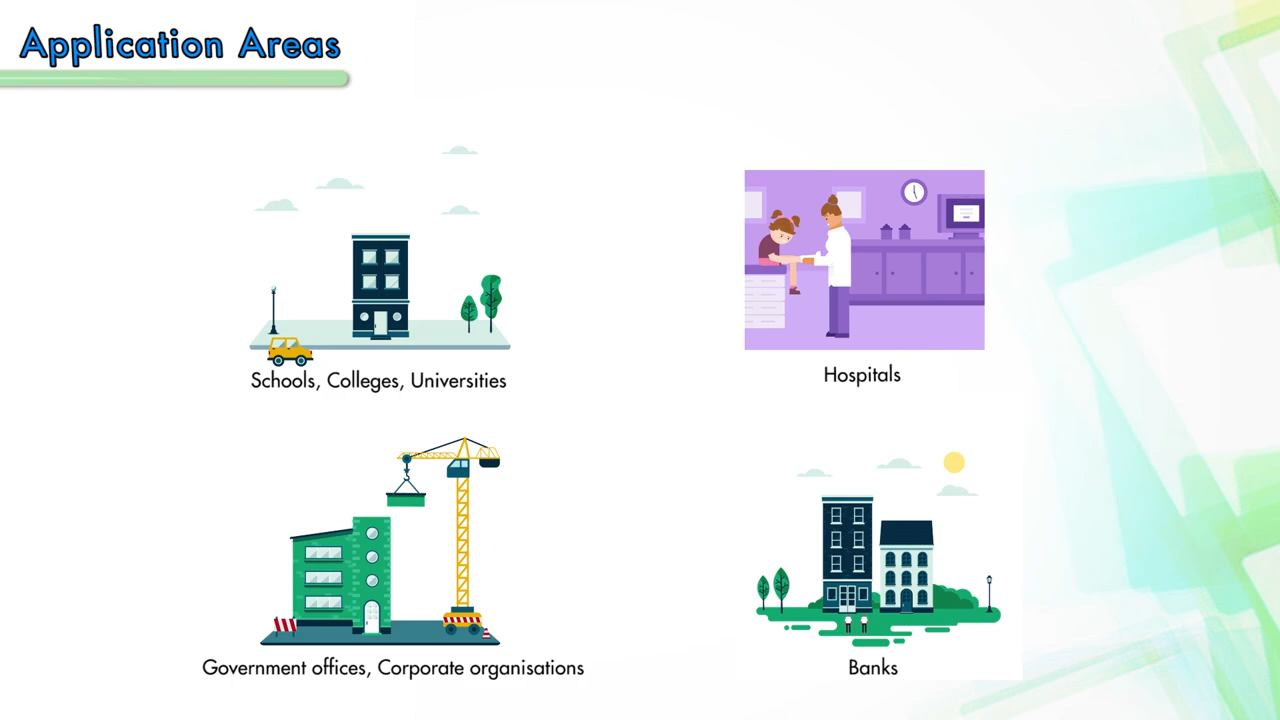 Application Areas
Schools, Colleges, Universities
Hospitals
Government offices, Corporate organisations
Banks